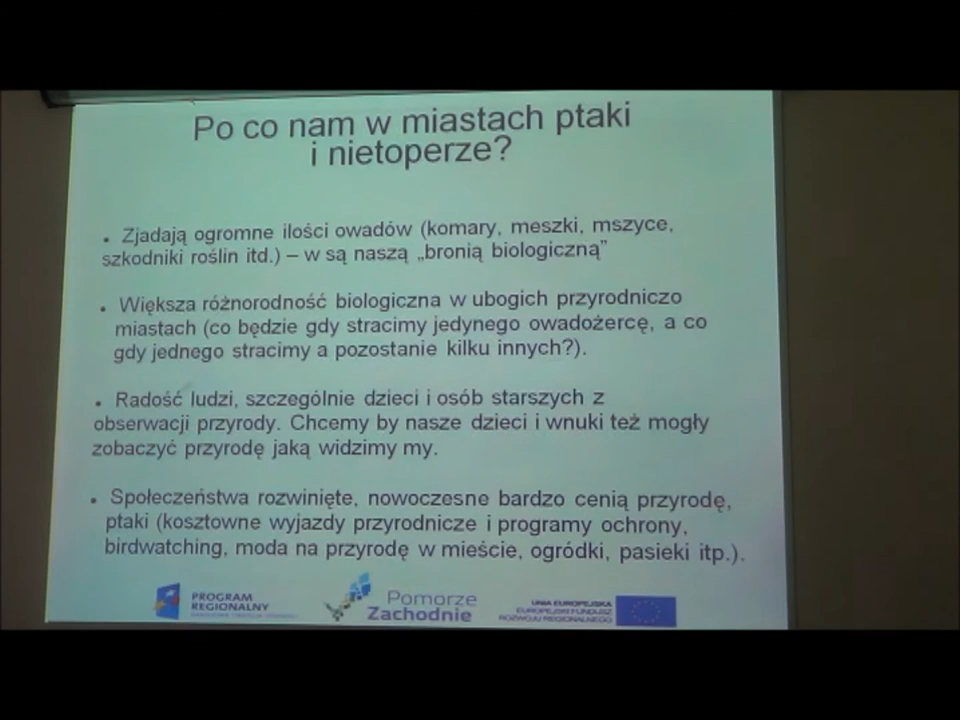 Po co nam w miastach ptaki
i nietoperze?
• Zjadają ogromne ilości owadów (komary, meszki, mszyce,
szkodniki roślin itd.) – w są naszą „bronią biologiczną”
• Większa różnorodność biologiczna w ubogich przyrodniczo
miastach (co będzie gdy stracimy jedynego owadożercę, a co
gdy jednego stracimy a pozostanie kilku innych?).
• Radość ludzi, szczególnie dzieci i osób starszych z
obserwacji przyrody. Chcemy by nasze dzieci i wnuki też mogły
zobaczyć przyrodę jaką widzimy my.
• Społeczeństwa rozwinięte, nowoczesne bardzo cenią przyrodę,
ptaki (kosztowne wyjazdy przyrodnicze i programy ochrony,
birdwatching, moda na przyrodę w mieście, ogródki, pasieki itp.).
PROGRAM
REGIONALNY
Pomorze
Zachodnie
UNIA EUROPEJSKA
EUROPEJSKI FUNDUSZ
ROZWOJU REGIONALNEGO